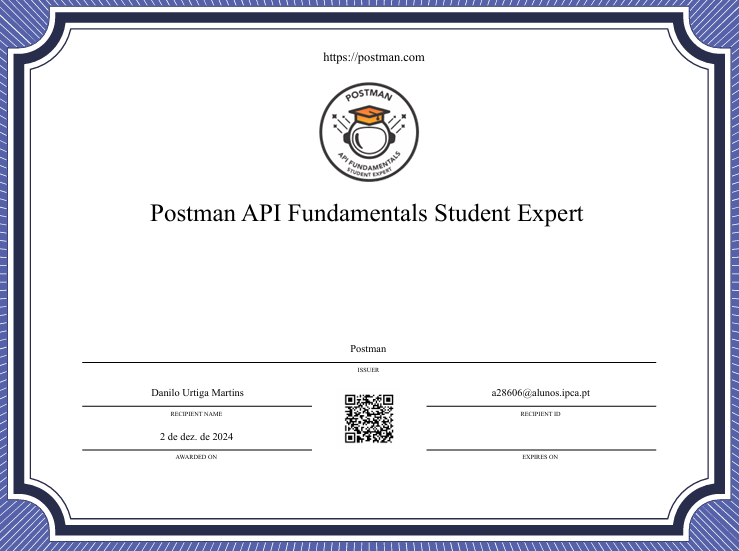 https://postman.com
POSTMAN
API FUNDAMENTALS
STUDENT EXPERT
Postman API Fundamentals Student Expert
Postman
ISSUER
Danilo Urtiga Martins
a28606@alunos.ipca.pt
RECIPIENT NAME
RECIPIENT ID
2 de dez. de 2024
AWARDED ON
EXPIRES ON